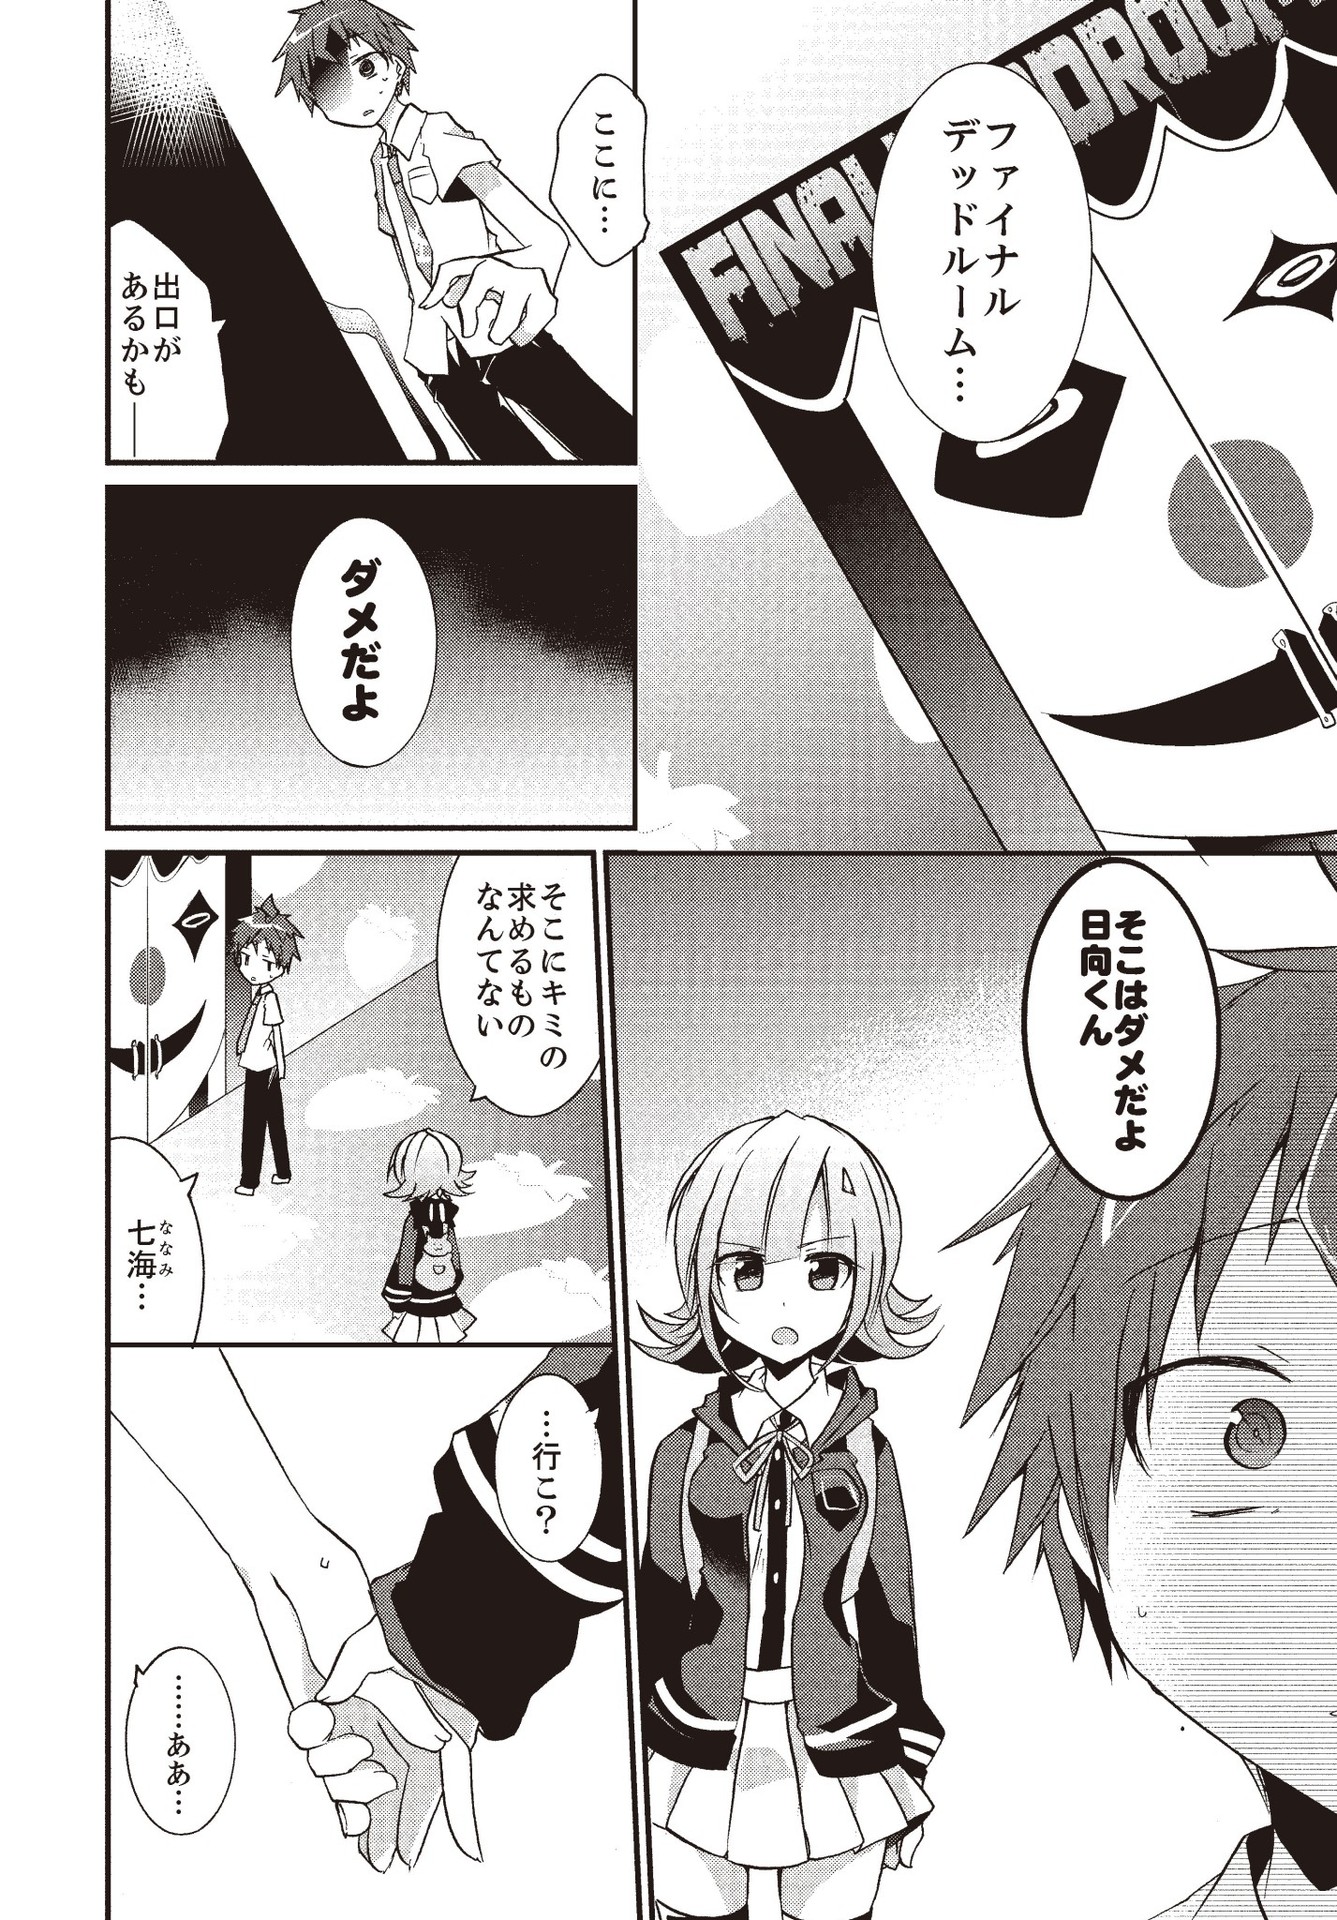 FINAL DEADROOM
ファイナル
デッドルーム…
ここに…
出口が
あるかも――
ダメだよ
そこはダメだよ
日向くん
そこにキミの
求めるもの
なんてない
七海…
ななみ
…行こ?
……ああ…